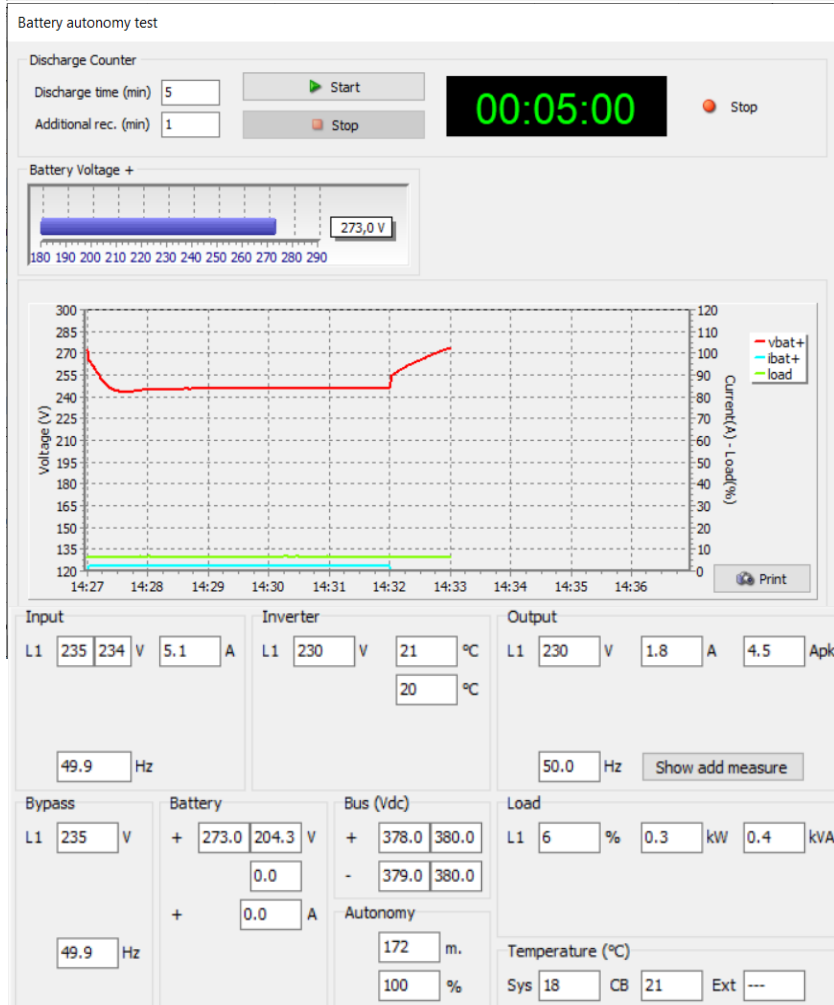 Battery autonomy test
Discharge Counter
Discharge time (min) 5 Start 00:05:00 Stop
Additional rec. (min) 1 Stop
Battery Voltage +
273,0 V
180 190 200 210 220 230 240 250 260 270 280 290
300 120
285 110
270 100
255 90
240 80
225 70
210 60
195 50
180 40
165 30
150 20
135 10
120 0
Voltage (V)
Current(A) - Load(%)
vbat+
ibat+
load
14:27 14:28 14:29 14:30 14:31 14:32 14:33 14:34 14:35 14:36
Print
Input Inverter Output
L1 235 234 V 5.1 A L1 230 V 21 ºC L1 230 V 1.8 A 4.5 Apk
20 ºC
49.9 Hz 50.0 Hz Show add measure
Bypass Battery Bus (Vdc) Load
L1 235 V + 273.0 204.3 V + 378.0 380.0 L1 6 % 0.3 kW 0.4 kVA
0.0 - 379.0 380.0
+ 0.0 A Autonomy
49.9 Hz 172 m. Temperature (ºC)
100 % Sys 18 CB 21 Ext ---